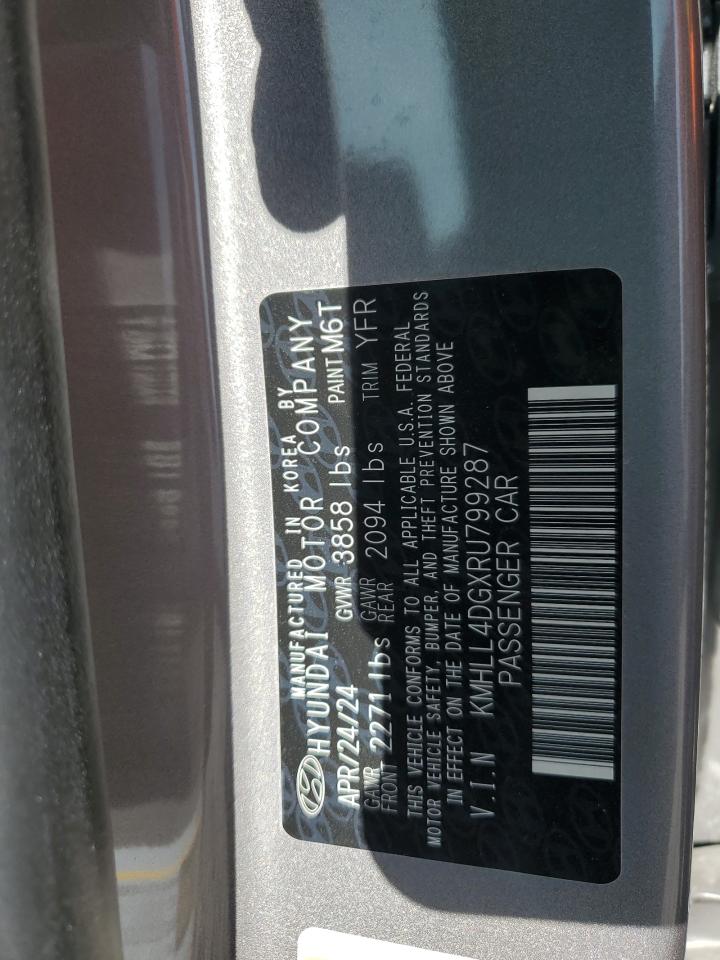 MANUFACTURED IN KOREA BY
HYUNDAI MOTOR COMPANY
APR/24/24 GVWR 3858 lbs PAINT M6T
GAWR FRONT 2271 lbs GAWR REAR 2094 lbs TRIM YFR
THIS VEHICLE CONFORMS TO ALL APPLICABLE U.S.A. FEDERAL
MOTOR VEHICLE SAFETY, BUMPER, AND THEFT PREVENTION STANDARDS
IN EFFECT ON THE DATE OF MANUFACTURE SHOWN ABOVE
V.I.N KMHLL4DGXRU799287
PASSENGER CAR